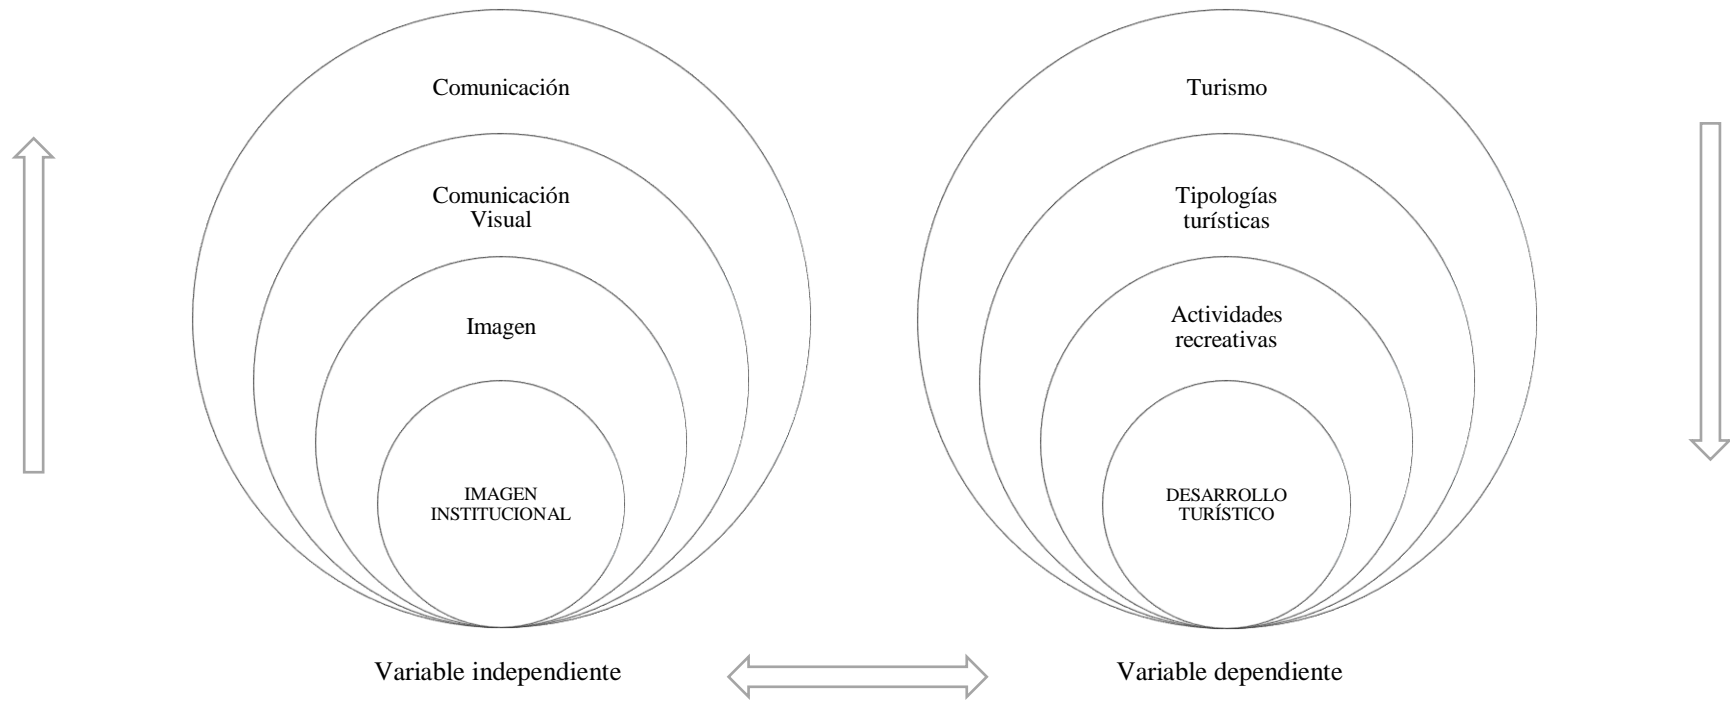 Comunicación
Comunicación
Visual
Imagen
IMAGEN
INSTITUCIONAL
Variable independiente
Turismo
Tipologías
turísticas
Actividades
recreativas
DESARROLLO
TURÍSTICO
Variable dependiente